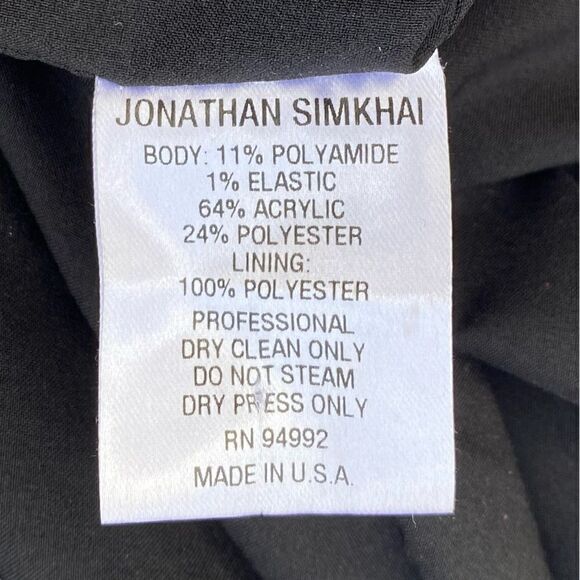 JONATHAN SIMKHAI
BODY: 11% POLYAMIDE
1% ELASTIC
64% ACRYLIC
24% POLYESTER
LINING:
100% POLYESTER
PROFESSIONAL
DRY CLEAN ONLY
DO NOT STEAM
DRY PRESS ONLY
RN 94992
MADE IN U.S.A.